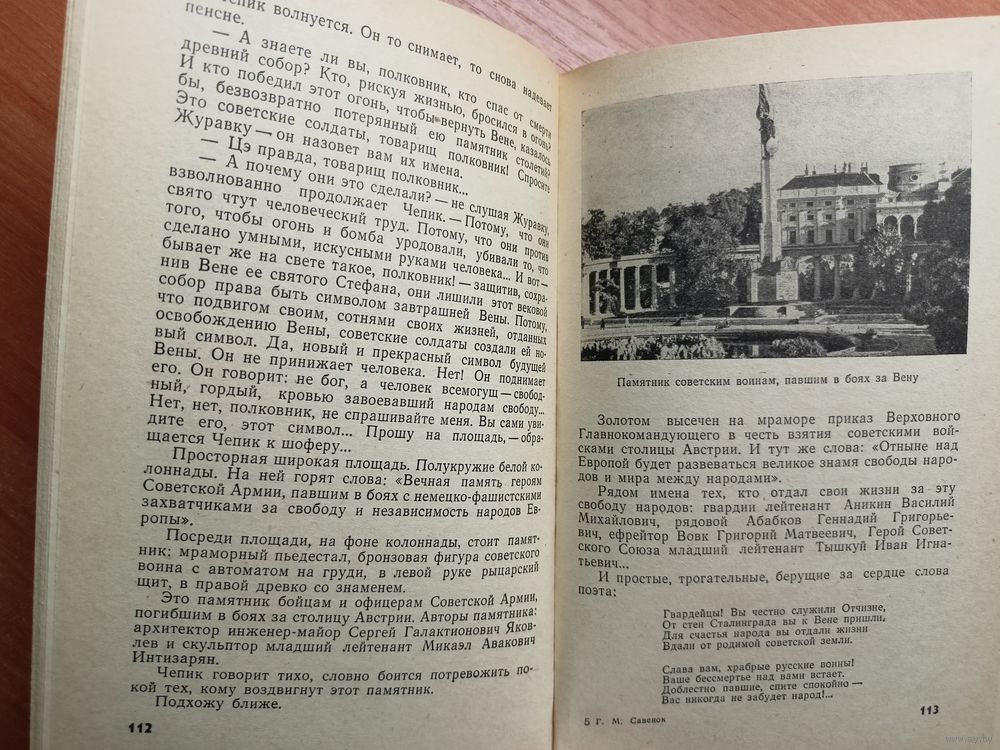 Чепик волнуется. Он то снимает, то снова надевает
пенсне.
— А знаете ли вы, полковник, кто спас от смерти
древний собор? Кто, рискуя жизнью, бросился в огонь?
И кто победил этот огонь, чтобы вернуть Вене, казалось
бы, безвозвратно потерянный ею памятник столетий?
Это советские солдаты, товарищ полковник! Спросите
Журавку — он назовет вам их имена.
— Цэ правда, товарищ полковник...
— А почему они это сделали? — не слушая Журавку,
взволнованно продолжает Чепик. — Потому, что они
свято чтут человеческий труд. Потому, что они против
того, чтобы огонь и бомба уродовали, убивали то, что
сделано умными, искусными руками человека... И вот —
бывает же на свете такое, полковник! — защитив, сохра-
нив Вене ее святого Стефана, они лишили этот вековой
собор права быть символом завтрашней Вены. Потому,
что подвигом своим, сотнями своих жизней, отданных
освобождению Вены, советские солдаты создали ей но-
вый символ. Да, новый и прекрасный символ будущей
Вены. Он не принижает человека. Нет! Он поднимает
его. Он говорит: не бог, а человек всемогущ — свобод-
ный, гордый, кровью завоевавший народам свободу...
Нет, нет, полковник, не спрашивайте меня. Вы сами уви-
дите его, этот символ... Прошу на площадь, — обра-
щается Чепик к шоферу...
Просторная широкая площадь. Полукружие белой ко-
лоннады. На ней горят слова: «Вечная память героям
Советской Армии, павшим в боях с немецко-фашистскими
захватчиками за свободу и независимость народов Ев-
ропы».
Посреди площади, на фоне колоннады, стоит памят-
ник: мраморный пьедестал, бронзовая фигура советского
воина с автоматом на груди, в левой руке рыцарский
щит, в правой древко со знаменем.
Это памятник бойцам и офицерам Советской Армии,
погибшим в боях за столицу Австрии. Авторы памятника:
архитектор инженер-майор Сергей Галактионович Яков-
лев и скульптор младший лейтенант Микаэл Авакович
Интизарян.
Чепик говорит тихо, словно боится потревожить по-
кой тех, кому воздвигнут этот памятник.
Подхожу ближе.
112
Памятник советским воинам, павшим в боях за Вену
Золотом высечен на мраморе приказ Верховного
Главнокомандующего в честь взятия советскими вой-
сками столицы Австрии. И тут же слова: «Отныне над
Европой будет развеваться великое знамя свободы наро-
дов и мира между народами».
Рядом имена тех, кто отдал свои жизни за эту
свободу народов: гвардии лейтенант Аникин Василий
Михайлович, рядовой Абабков Геннадий Григорье-
вич, ефрейтор Вовк Григорий Матвеевич, Герой Совет-
ского Союза младший лейтенант Тышкуй Иван Игна-
тьевич...
И простые, трогательные, берущие за сердце слова
поэта:
Гвардейцы! Вы честно служили Отчизне,
От стен Сталинграда вы к Вене пришли,
Для счастья народа вы отдали жизни
Вдали от родимой советской земли.
Слава вам, храбрые русские воины!
Ваше бессмертье над вами встает.
Доблестно павшие, спите спокойно —
Вас никогда не забудет народ!...
5 Г. М. Савенок
113
www.ay.by